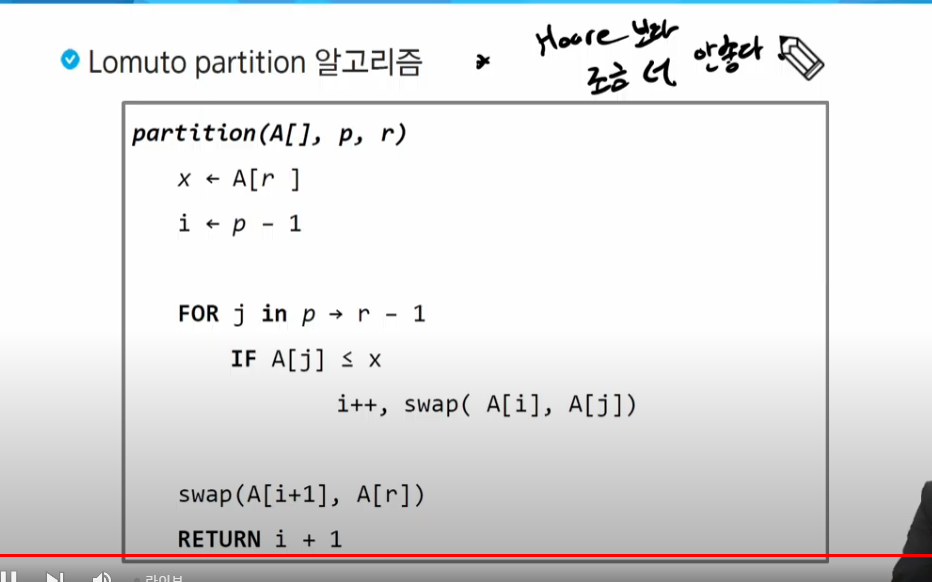 Lomuto partition 알고리즘
* Hoare 보다
조금 더 안좋다
partition(A[], p, r)
x ← A[r ]
i ← p - 1
FOR j in p → r - 1
IF A[j] ≤ x
i++, swap( A[i], A[j])
swap(A[i+1], A[r])
RETURN i + 1
라이브